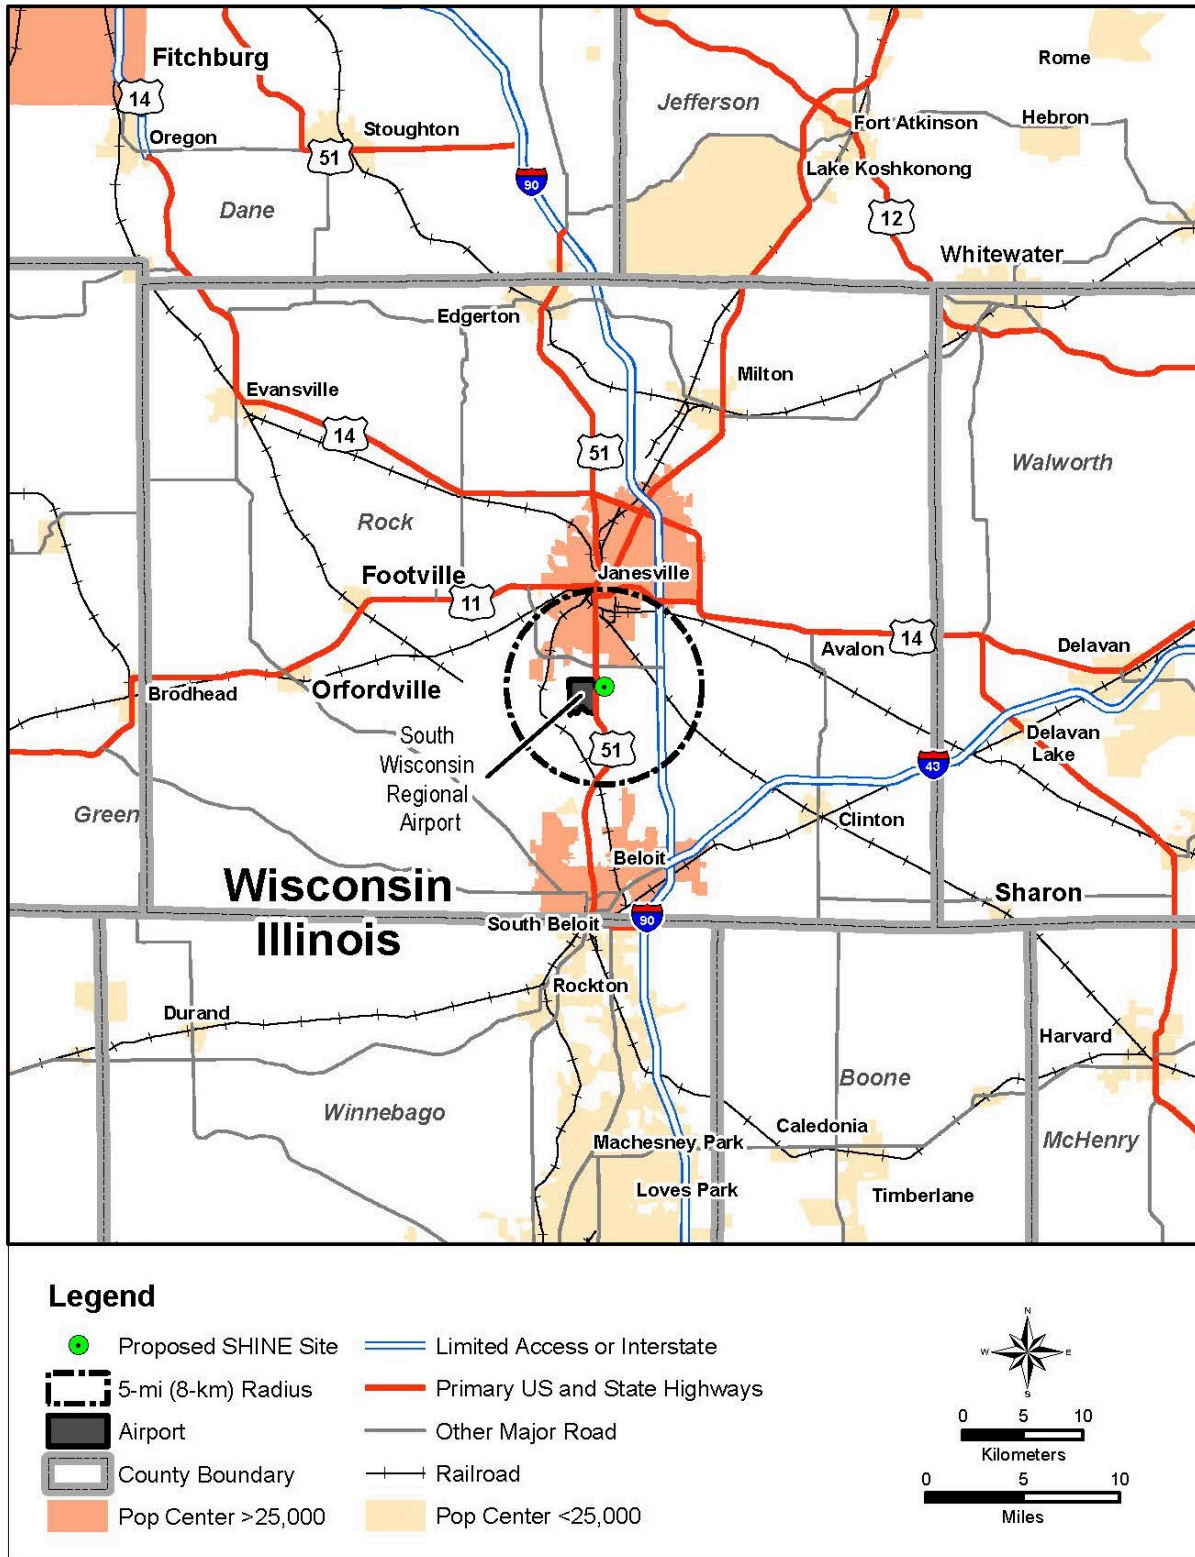 Fitchburg
Rome
14
Jefferson
Oregon
Stoughton
Fort Atkinson
Hebron
51
Lake Koshkonong
90
Dane
12
Whitewater
Edgerton
Milton
Evansville
14
51
Walworth
Rock
Footville
Janesville
11
14
Avalon
Delavan
Brodhead
Orfordville
South
Wisconsin
Regional
Airport
51
Delavan
Lake
43
Green
Clinton
Beloit
Wisconsin
Sharon
Illinois
South Beloit
90
Rockton
Durand
Harvard
Boone
Winnebago
Caledonia
Machesney Park
McHenry
Loves Park
Timberlane
Legend
Proposed SHINE Site
5-mi (8-km) Radius
Airport
County Boundary
Pop Center >25,000
Limited Access or Interstate
Primary US and State Highways
Other Major Road
Railroad
Pop Center <25,000
N
W E
S
0 5 10
Kilometers
0 5 10
Miles